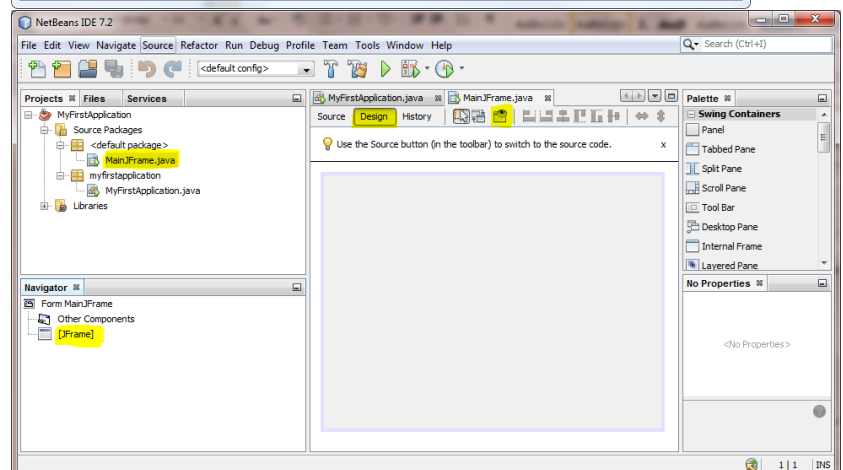 NetBeans IDE 7.2
File Edit View Navigate Source Refactor Run Debug Profile Team Tools Window Help
Search (Ctrl+I)
<default config>
Projects Files Services
MyFirstApplication
Source Packages
<default package>
MainJFrame.java
myfirstapplication
MyFirstApplication.java
Libraries
Navigator
Form MainJFrame
Other Components
[JFrame]
MyFirstApplication.java MainJFrame.java
Source Design History
Use the Source button (in the toolbar) to switch to the source code. x
Palette
Swing Containers
Panel
Tabbed Pane
Split Pane
Scroll Pane
Tool Bar
Desktop Pane
Internal Frame
Layered Pane
No Properties
<No Properties>
1 | 1 INS